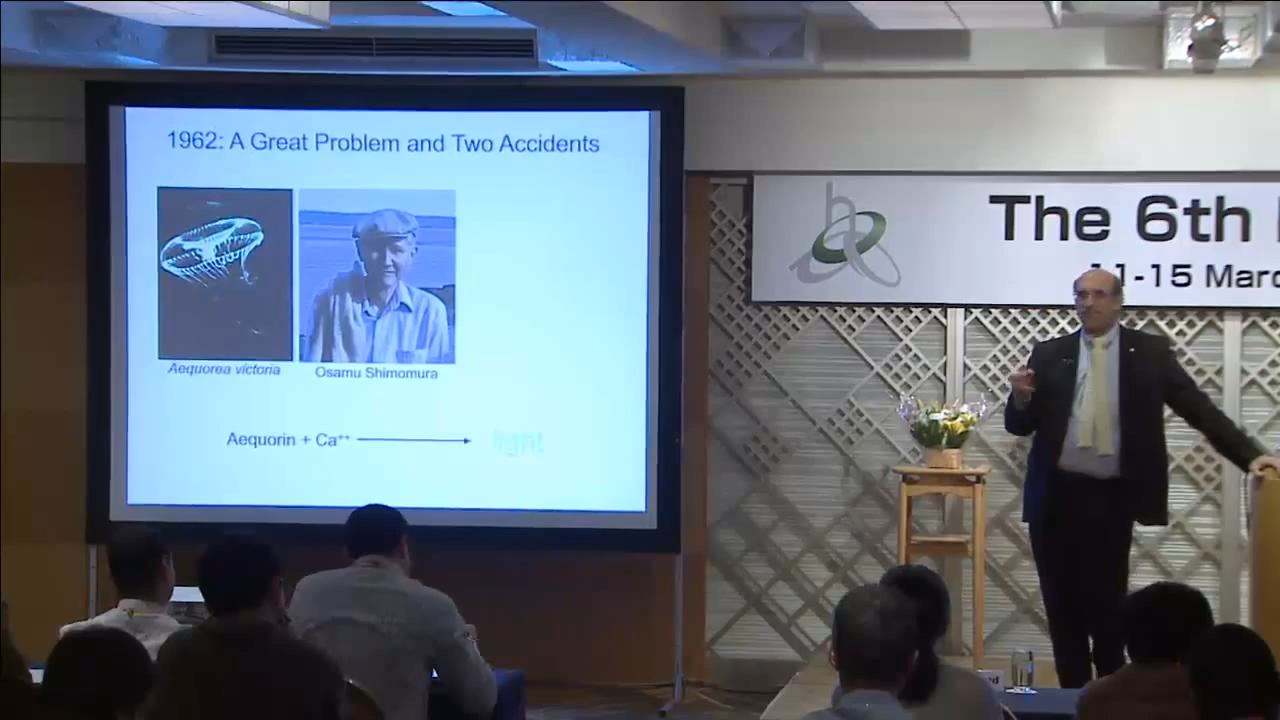 1962: A Great Problem and Two Accidents
Aequorea victoria
Osamu Shimomura
Aequorin + Ca++
light
The 6th
11-15 Marc